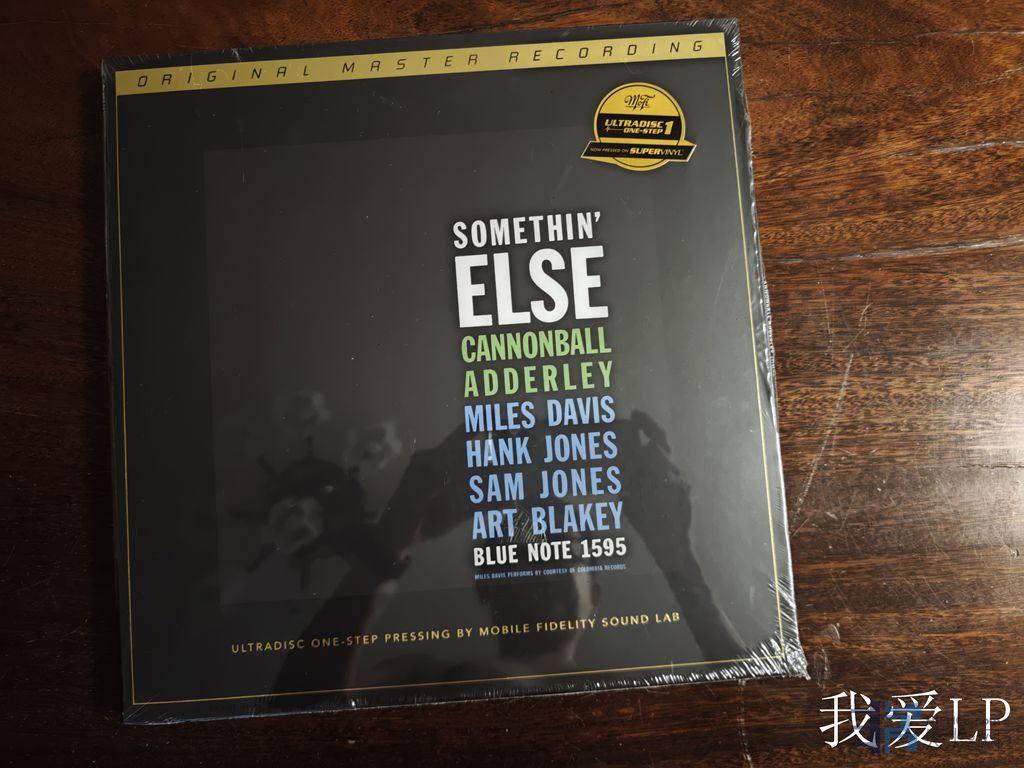 ORIGINAL MASTER RECORDING
MoFi
ULTRADISC
ONE-STEP 1
NOW PRESSED ON SUPERVINYL
SOMETHIN'
ELSE
CANNONBALL
ADDERLEY
MILES DAVIS
HANK JONES
SAM JONES
ART BLAKEY
BLUE NOTE 1595
MILES DAVIS PERFORMS BY COURTESY OF COLUMBIA RECORDS
ULTRADISC ONE-STEP PRESSING BY MOBILE FIDELITY SOUND LAB
我爱LP